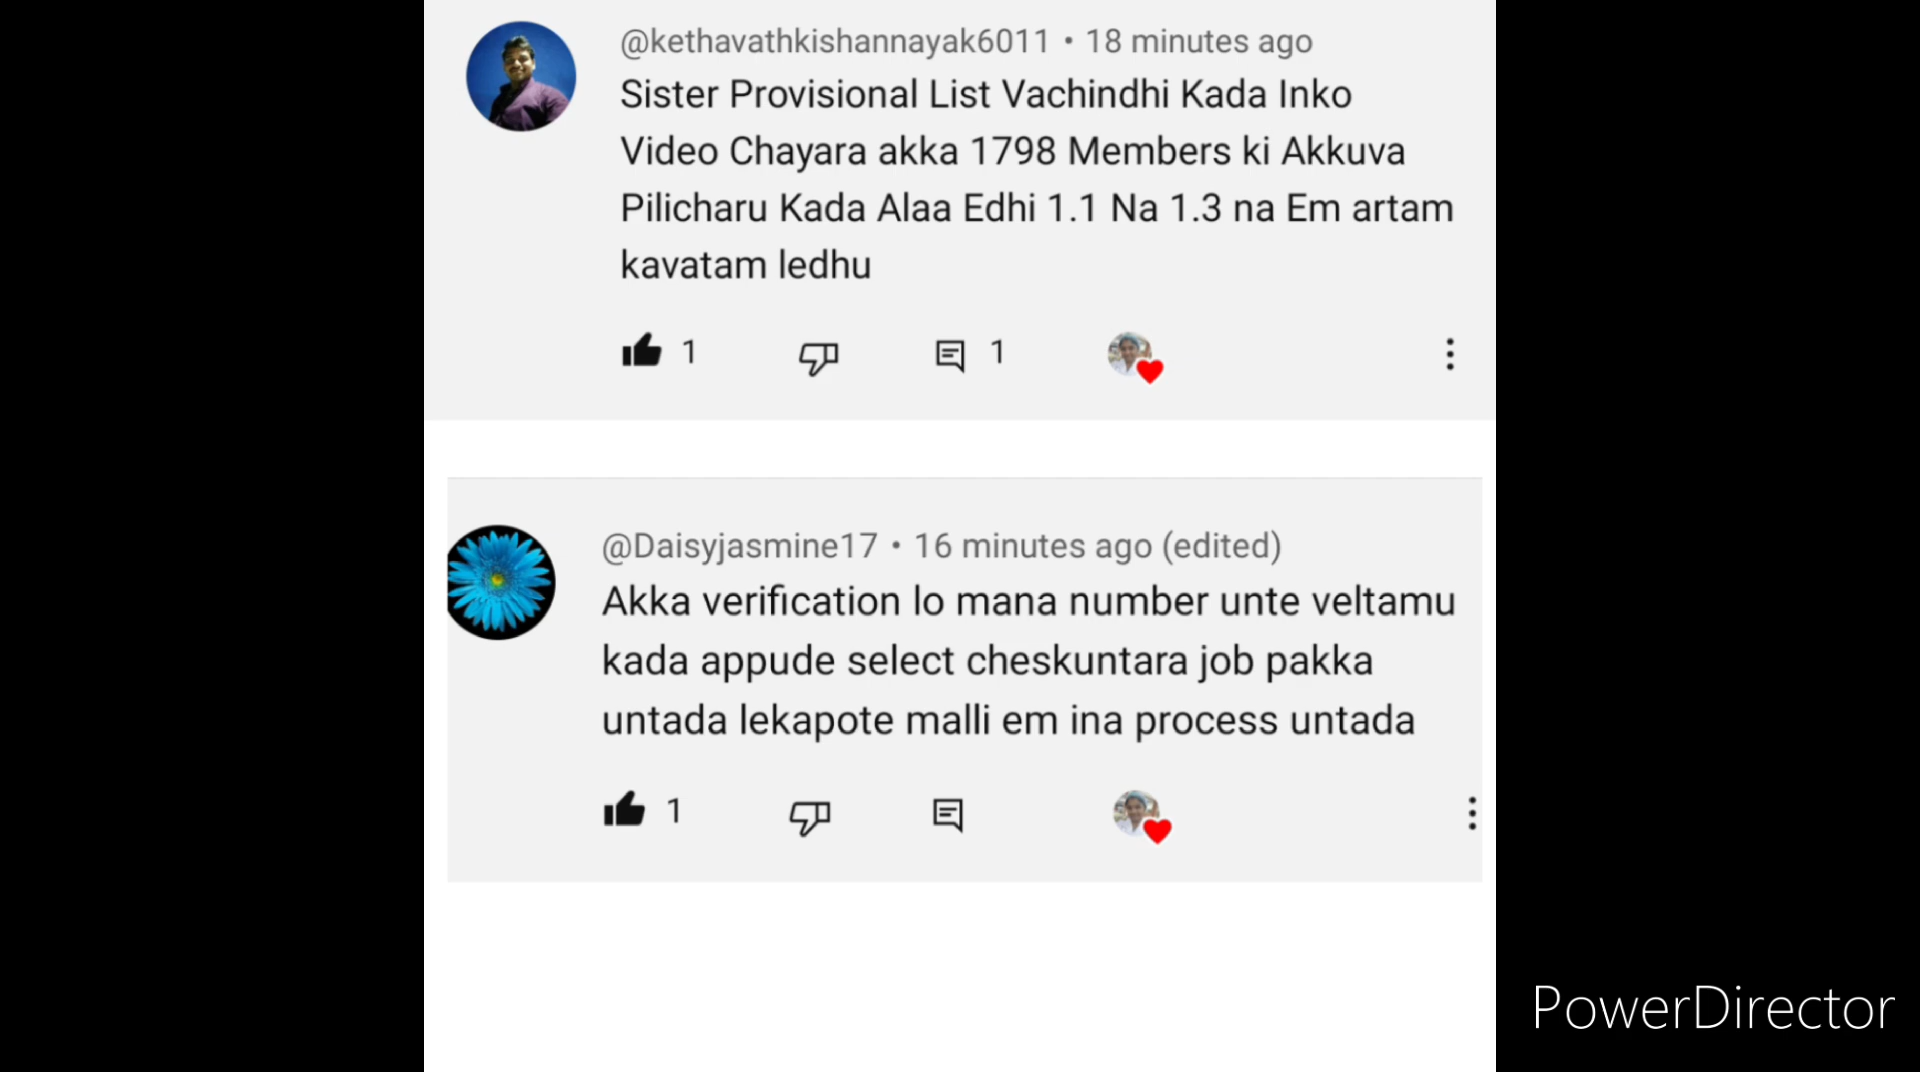 @kethavathkishannayak6011 • 18 minutes ago
Sister Provisional List Vachindhi Kada Inko
Video Chayara akka 1798 Members ki Akkuva
Pilicharu Kada Alaa Edhi 1.1 Na 1.3 na Em artam
kavatam ledhu
1 1
@Daisyjasmine17 • 16 minutes ago (edited)
Akka verification lo mana number unte veltamu
kada appude select cheskuntara job pakka
untada lekapote malli em ina process untada
1
PowerDirector